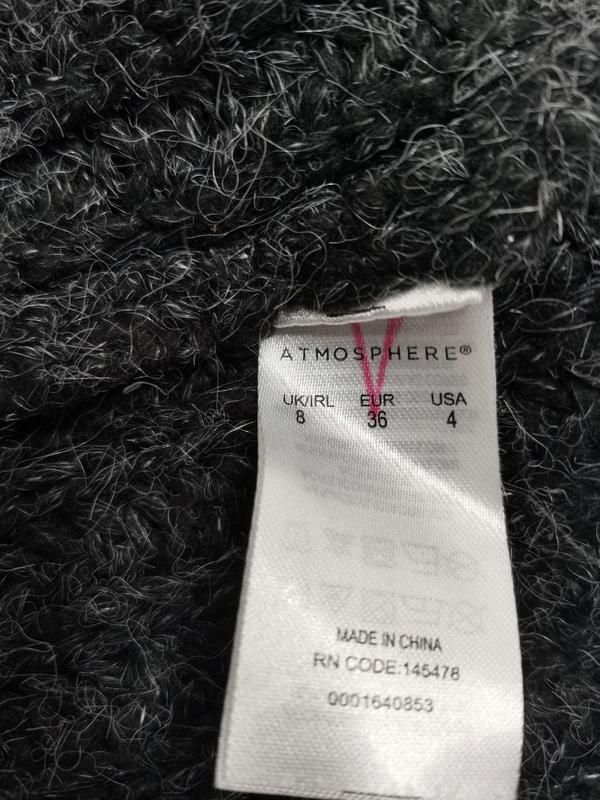 ATMOSPHERE®
UK/IRL EUR USA
8 36 4
MADE IN CHINA
RN CODE:145478
0001640853